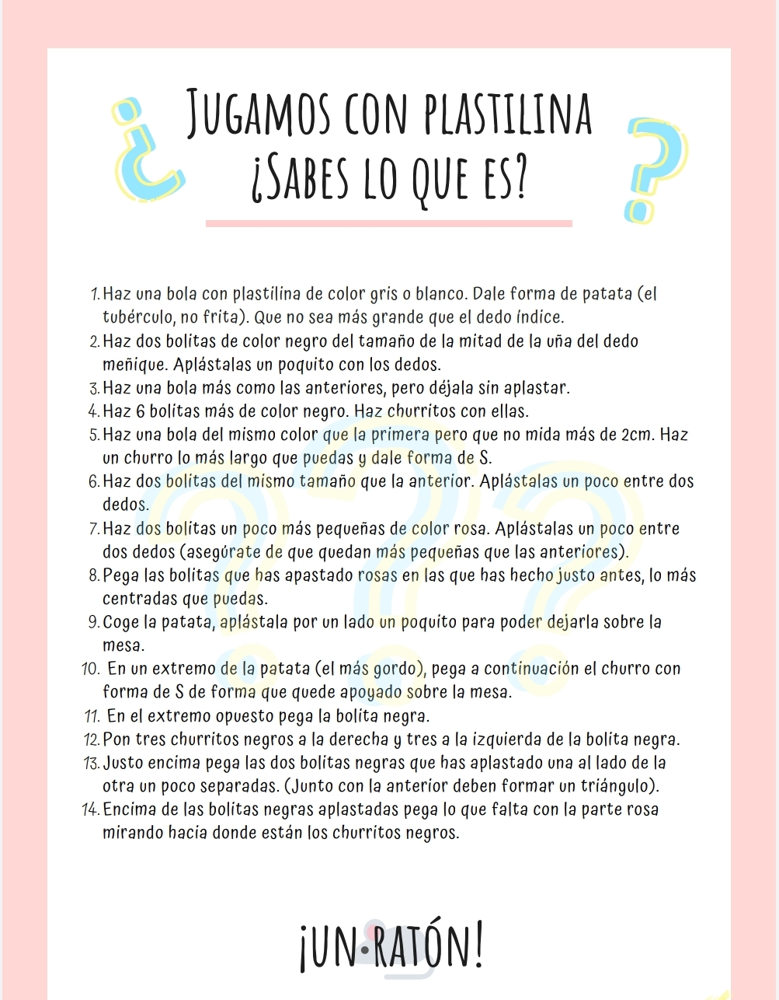 JUGAMOS CON PLASTILINA
¿SABES LO QUE ES?
1. Haz una bola con plastilina de color gris o blanco. Dale forma de patata (el
tubérculo, no frita). Que no sea más grande que el dedo índice.
2. Haz dos bolitas de color negro del tamaño de la mitad de la uña del dedo
meñique. Aplástalas un poquito con los dedos.
3. Haz una bola más como las anteriores, pero déjala sin aplastar.
4. Haz 6 bolitas más de color negro. Haz churritos con ellas.
5. Haz una bola del mismo color que la primera pero que no mida más de 2cm. Haz
un churro lo más largo que puedas y dale forma de S.
6. Haz dos bolitas del mismo tamaño que la anterior. Aplástalas un poco entre dos
dedos.
7. Haz dos bolitas un poco más pequeñas de color rosa. Aplástalas un poco entre
dos dedos (asegúrate de que quedan más pequeñas que las anteriores).
8. Pega las bolitas que has apastado rosas en las que has hecho justo antes, lo más
centradas que puedas.
9. Coge la patata, aplástala por un lado un poquito para poder dejarla sobre la
mesa.
10. En un extremo de la patata (el más gordo), pega a continuación el churro con
forma de S de forma que quede apoyado sobre la mesa.
11. En el extremo opuesto pega la bolita negra.
12. Pon tres churritos negros a la derecha y tres a la izquierda de la bolita negra.
13. Justo encima pega las dos bolitas negras que has aplastado una al lado de la
otra un poco separadas. (Junto con la anterior deben formar un triángulo).
14. Encima de las bolitas negras aplastadas pega lo que falta con la parte rosa
mirando hacia donde están los churritos negros.
¡UN RATÓN!